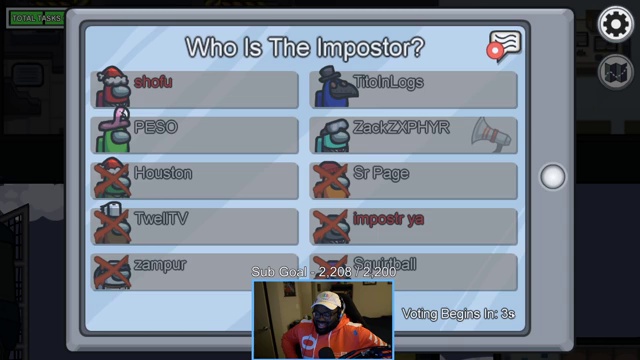 TOTAL TASKS
Who Is The Impostor?
shofu
TitoInLogs
PESO
ZackZXPHYR
Houston
Sr Page
TwellTV
impostr ya
zampur
Squidball
Sub Goal - 2,208 / 2,200
Voting Begins In: 3s